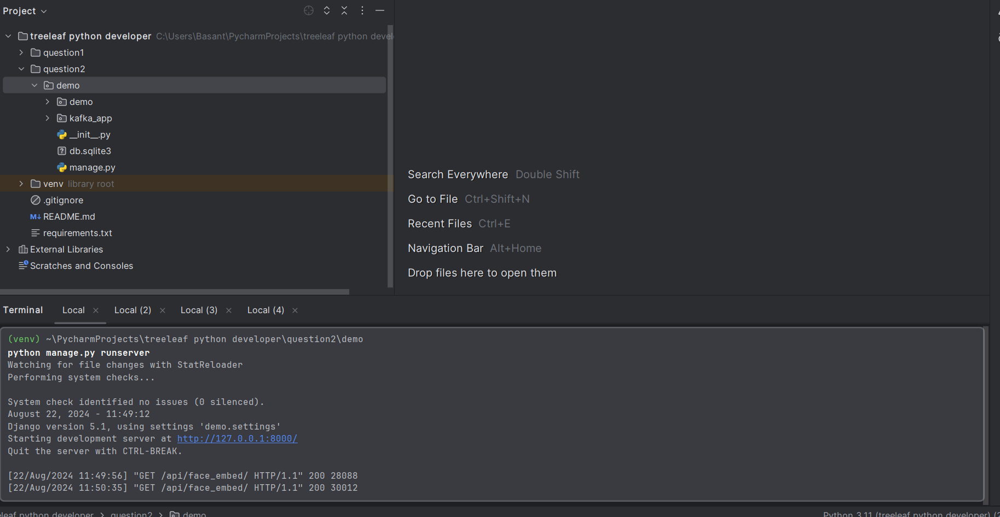 Project
treeleaf python developer C:\Users\Basant\PycharmProjects\treeleaf python devel
question1
question2
demo
demo
kafka_app
__init__.py
db.sqlite3
manage.py
venv library root
.gitignore
README.md
requirements.txt
External Libraries
Scratches and Consoles
Search Everywhere Double Shift
Go to File Ctrl+Shift+N
Recent Files Ctrl+E
Navigation Bar Alt+Home
Drop files here to open them
Terminal Local Local (2) Local (3) Local (4)
(venv) ~\PycharmProjects\treeleaf python developer\question2\demo
python manage.py runserver
Watching for file changes with StatReloader
Performing system checks...
System check identified no issues (0 silenced).
August 22, 2024 - 11:49:12
Django version 5.1, using settings 'demo.settings'
Starting development server at http://127.0.0.1:8000/
Quit the server with CTRL-BREAK.
[22/Aug/2024 11:49:56] "GET /api/face_embed/ HTTP/1.1" 200 28088
[22/Aug/2024 11:50:35] "GET /api/face_embed/ HTTP/1.1" 200 30012
eleaf python developer > question2 > demo
Python 3.11 (treeleaf python developer)